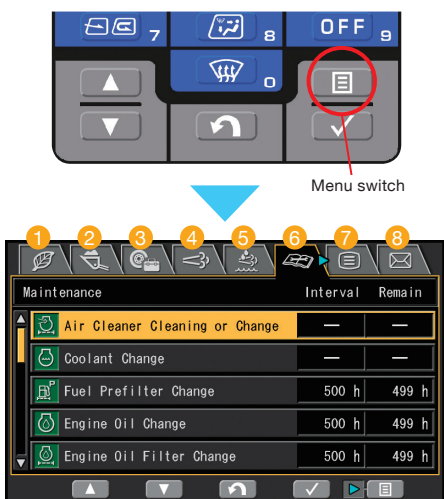 7 8 OFF 9
0
Menu switch
1 2 3 4 5 6 7 8
Maintenance Interval Remain
Air Cleaner Cleaning or Change — —
Coolant Change — —
Fuel Prefilter Change 500 h 499 h
Engine Oil Change 500 h 499 h
Engine Oil Filter Change 500 h 499 h